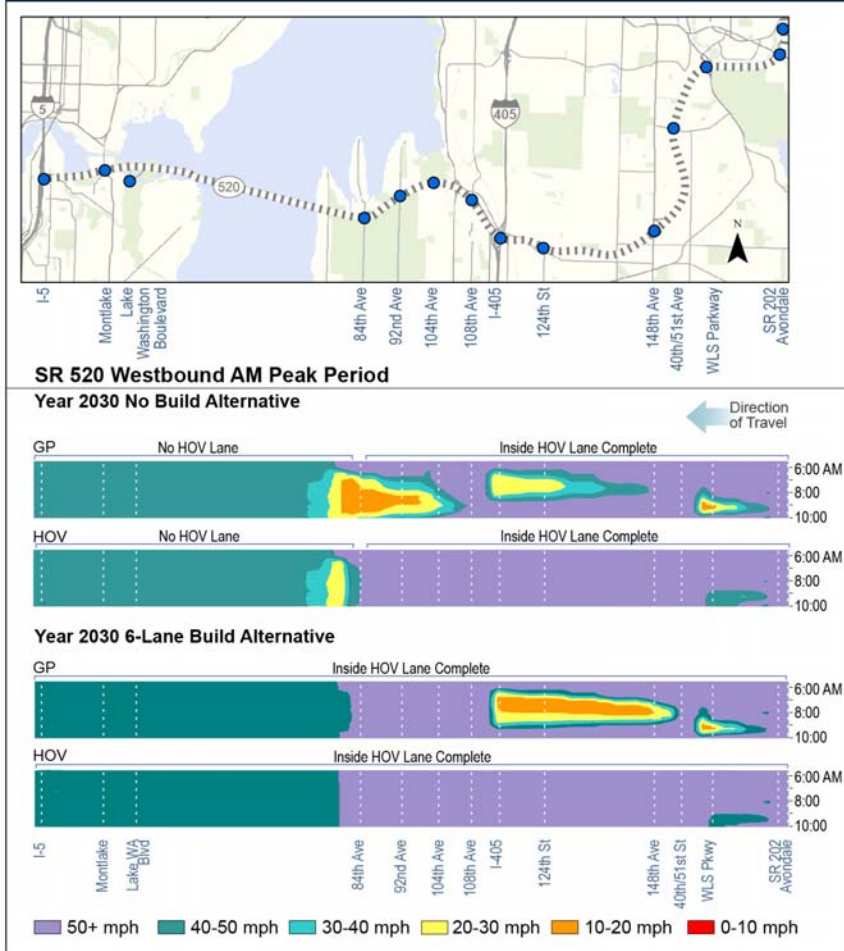 5
405
520
N
I-5
Montlake
Lake
Washington
Boulevard
84th Ave
92nd Ave
104th Ave
108th Ave
I-405
124th St
148th Ave
40th/51st Ave
WLS Parkway
SR 202
Avondale
SR 520 Westbound AM Peak Period
Year 2030 No Build Alternative
Direction
of Travel
GP No HOV Lane Inside HOV Lane Complete
6:00 AM
8:00
10:00
HOV No HOV Lane Inside HOV Lane Complete
6:00 AM
8:00
10:00
Year 2030 6-Lane Build Alternative
GP Inside HOV Lane Complete
6:00 AM
8:00
10:00
HOV Inside HOV Lane Complete
6:00 AM
8:00
10:00
I-5
Montlake
Lake WA
Blvd
84th Ave
92nd Ave
104th Ave
108th Ave
I-405
124th St
148th Ave
40th/51st St
WLS Pkwy
SR 202
Avondale
50+ mph 40-50 mph 30-40 mph 20-30 mph 10-20 mph 0-10 mph